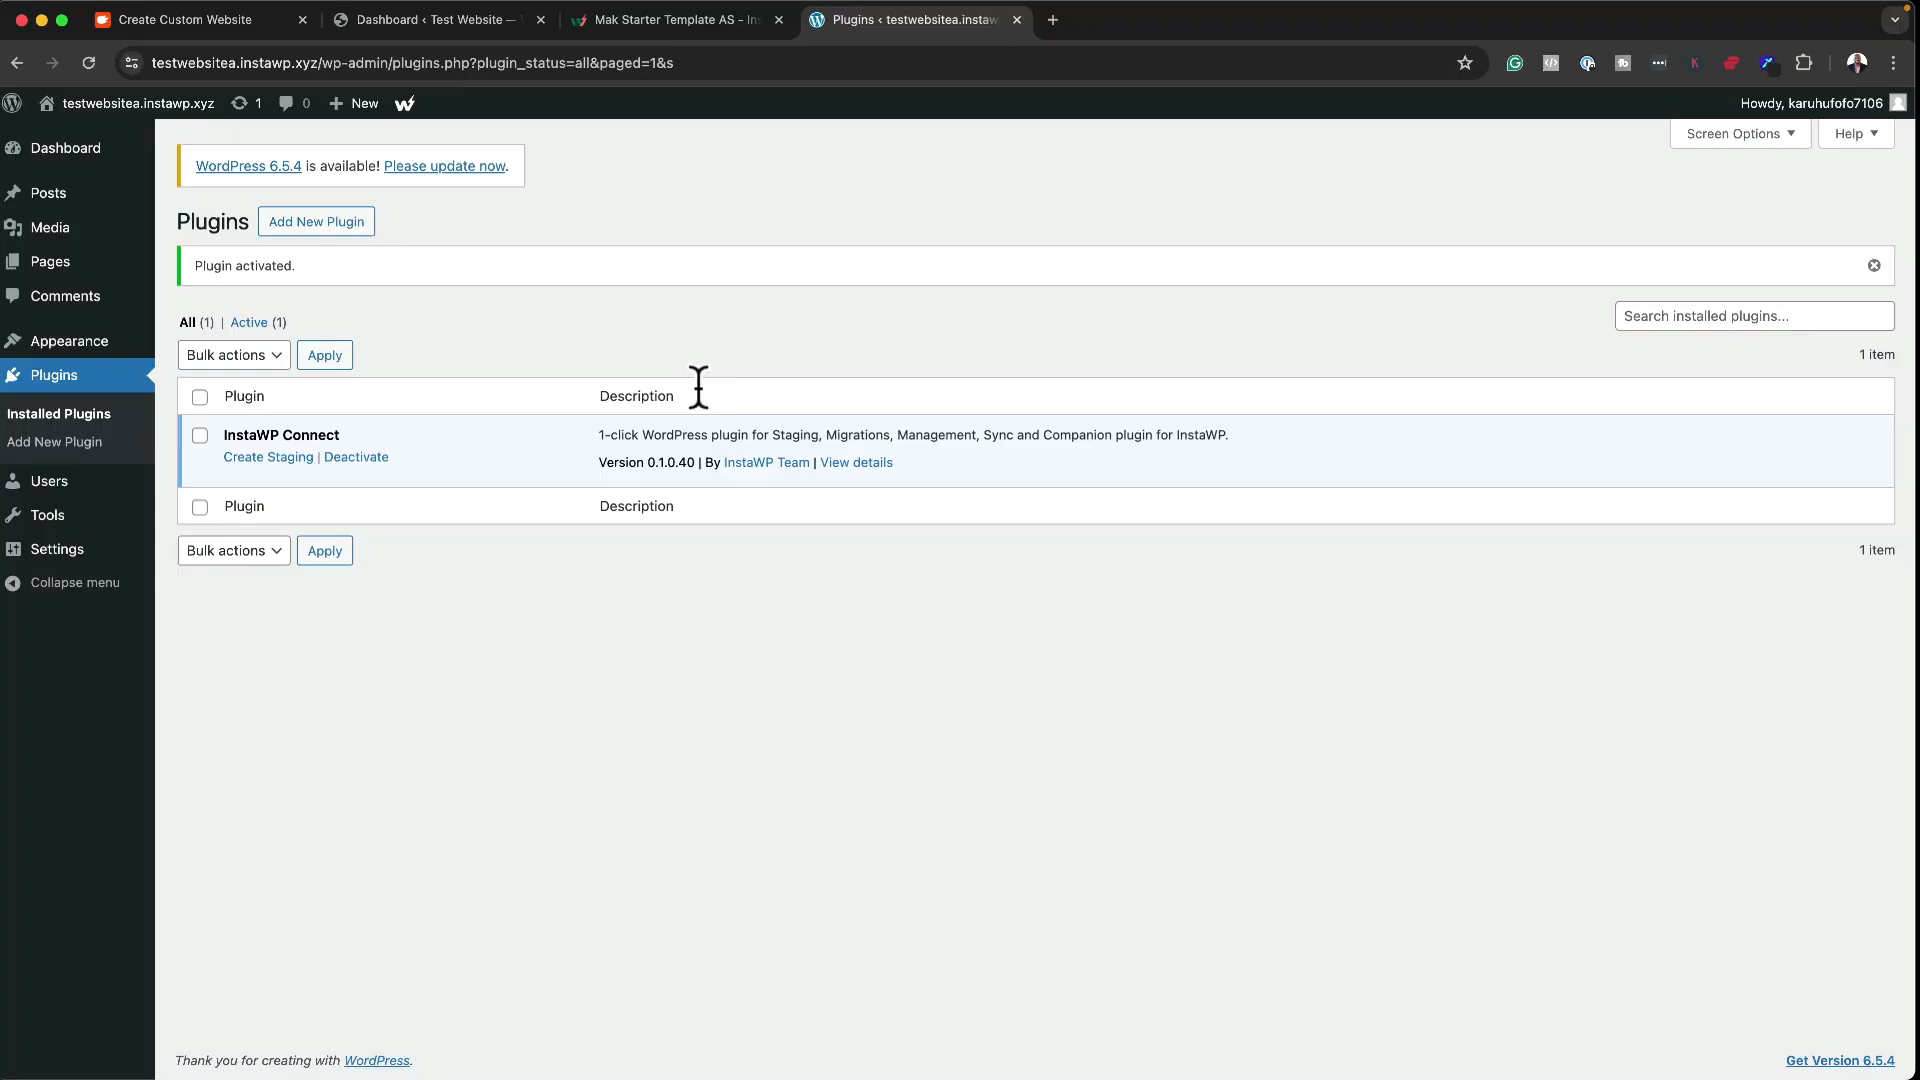 Create Custom Website
Dashboard ‹ Test Website —
Mak Starter Template AS - In
Plugins ‹ testwebsitea.instaw
testwebsitea.instawp.xyz/wp-admin/plugins.php?plugin_status=all&paged=1&s
testwebsitea.instawp.xyz 1 0 New
Howdy, karuhufofo7106
Screen Options Help
Dashboard
Posts
Media
Pages
Comments
Appearance
Plugins
Installed Plugins
Add New Plugin
Users
Tools
Settings
Collapse menu
WordPress 6.5.4 is available! Please update now.
Plugins Add New Plugin
Plugin activated.
All (1) | Active (1)
Search installed plugins...
Bulk actions Apply
1 item
Plugin Description
InstaWP Connect
Create Staging | Deactivate
1-click WordPress plugin for Staging, Migrations, Management, Sync and Companion plugin for InstaWP.
Version 0.1.0.40 | By InstaWP Team | View details
Plugin Description
Bulk actions Apply
1 item
Thank you for creating with WordPress.
Get Version 6.5.4